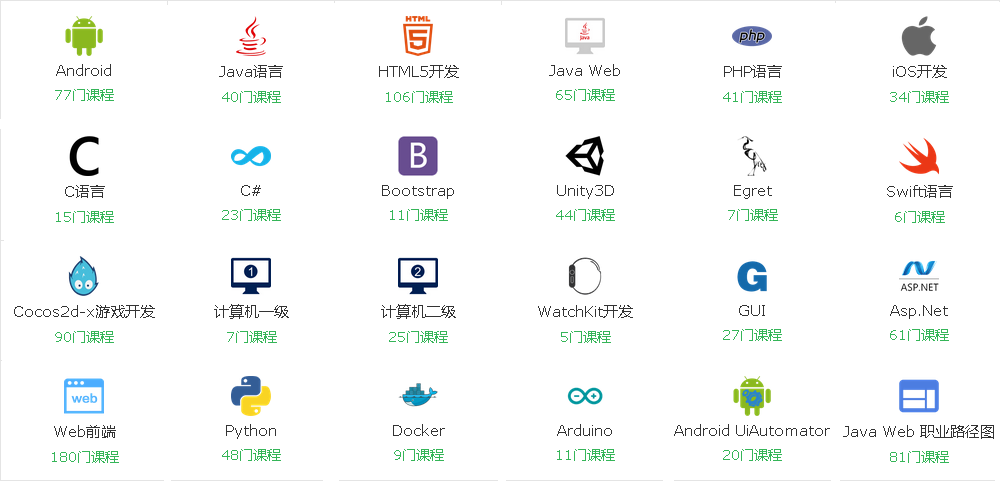 HTML
5
Java
php
Android
Java语言
HTML5开发
Java Web
PHP语言
iOS开发
77门课程
40门课程
106门课程
65门课程
41门课程
34门课程
C
B
C语言
C#
Bootstrap
Unity3D
Egret
Swift语言
15门课程
23门课程
11门课程
44门课程
7门课程
6门课程
1
2
G
ASP.NET
Cocos2d-x游戏开发
计算机一级
计算机二级
WatchKit开发
GUI
Asp.Net
90门课程
7门课程
25门课程
5门课程
27门课程
61门课程
web
Web前端
Python
Docker
Arduino
Android UiAutomator
Java Web 职业路径图
180门课程
48门课程
9门课程
11门课程
20门课程
81门课程